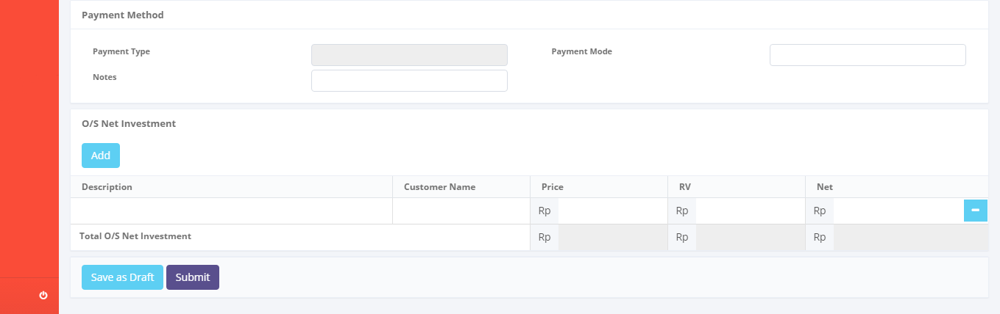 Payment Method
Payment Type
Payment Mode
Notes
O/S Net Investment
Add
Description Customer Name Price RV Net
Rp Rp Rp
Total O/S Net Investment Rp Rp Rp
Save as Draft Submit